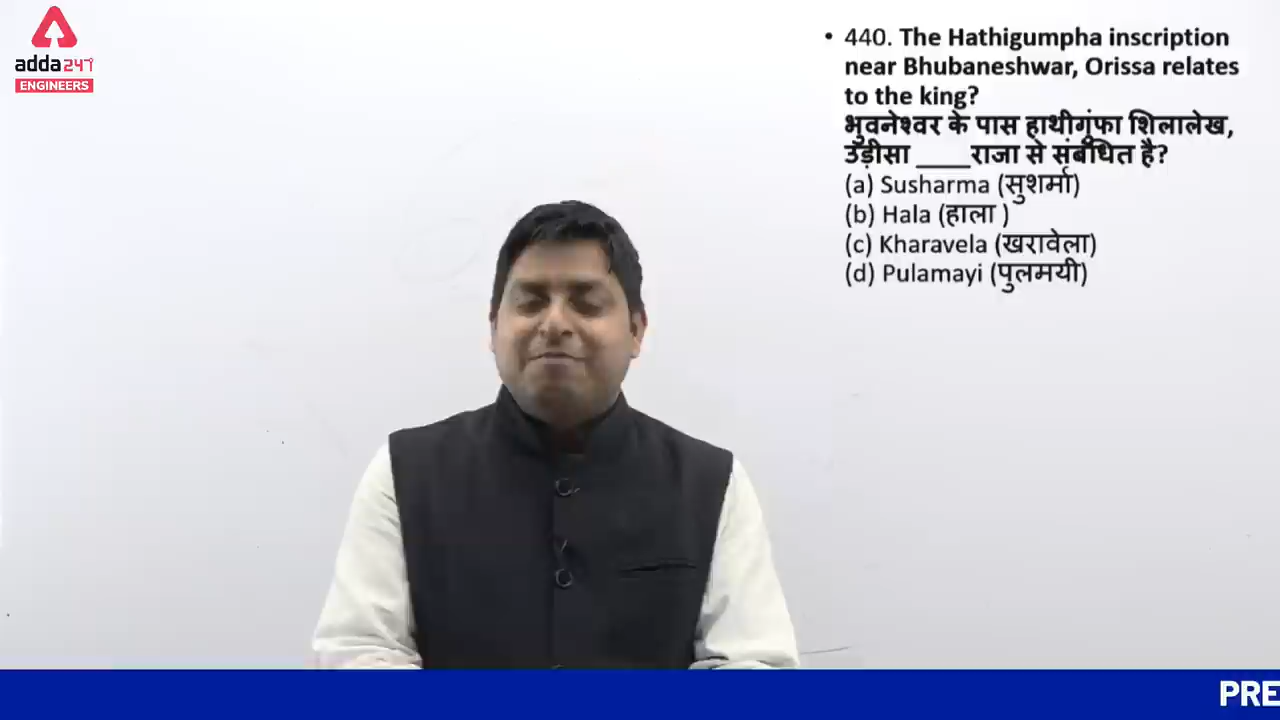 adda247
ENGINEERS
• 440. The Hathigumpha inscription
near Bhubaneshwar, Orissa relates
to the king?
भुवनेश्वर के पास हाथीगुंफा शिलालेख,
उड़ीसा ____राजा से संबंधित है?
(a) Susharma (सुशर्मा)
(b) Hala (हाला )
(c) Kharavela (खरावेला)
(d) Pulamayi (पुलमयी)
PRE